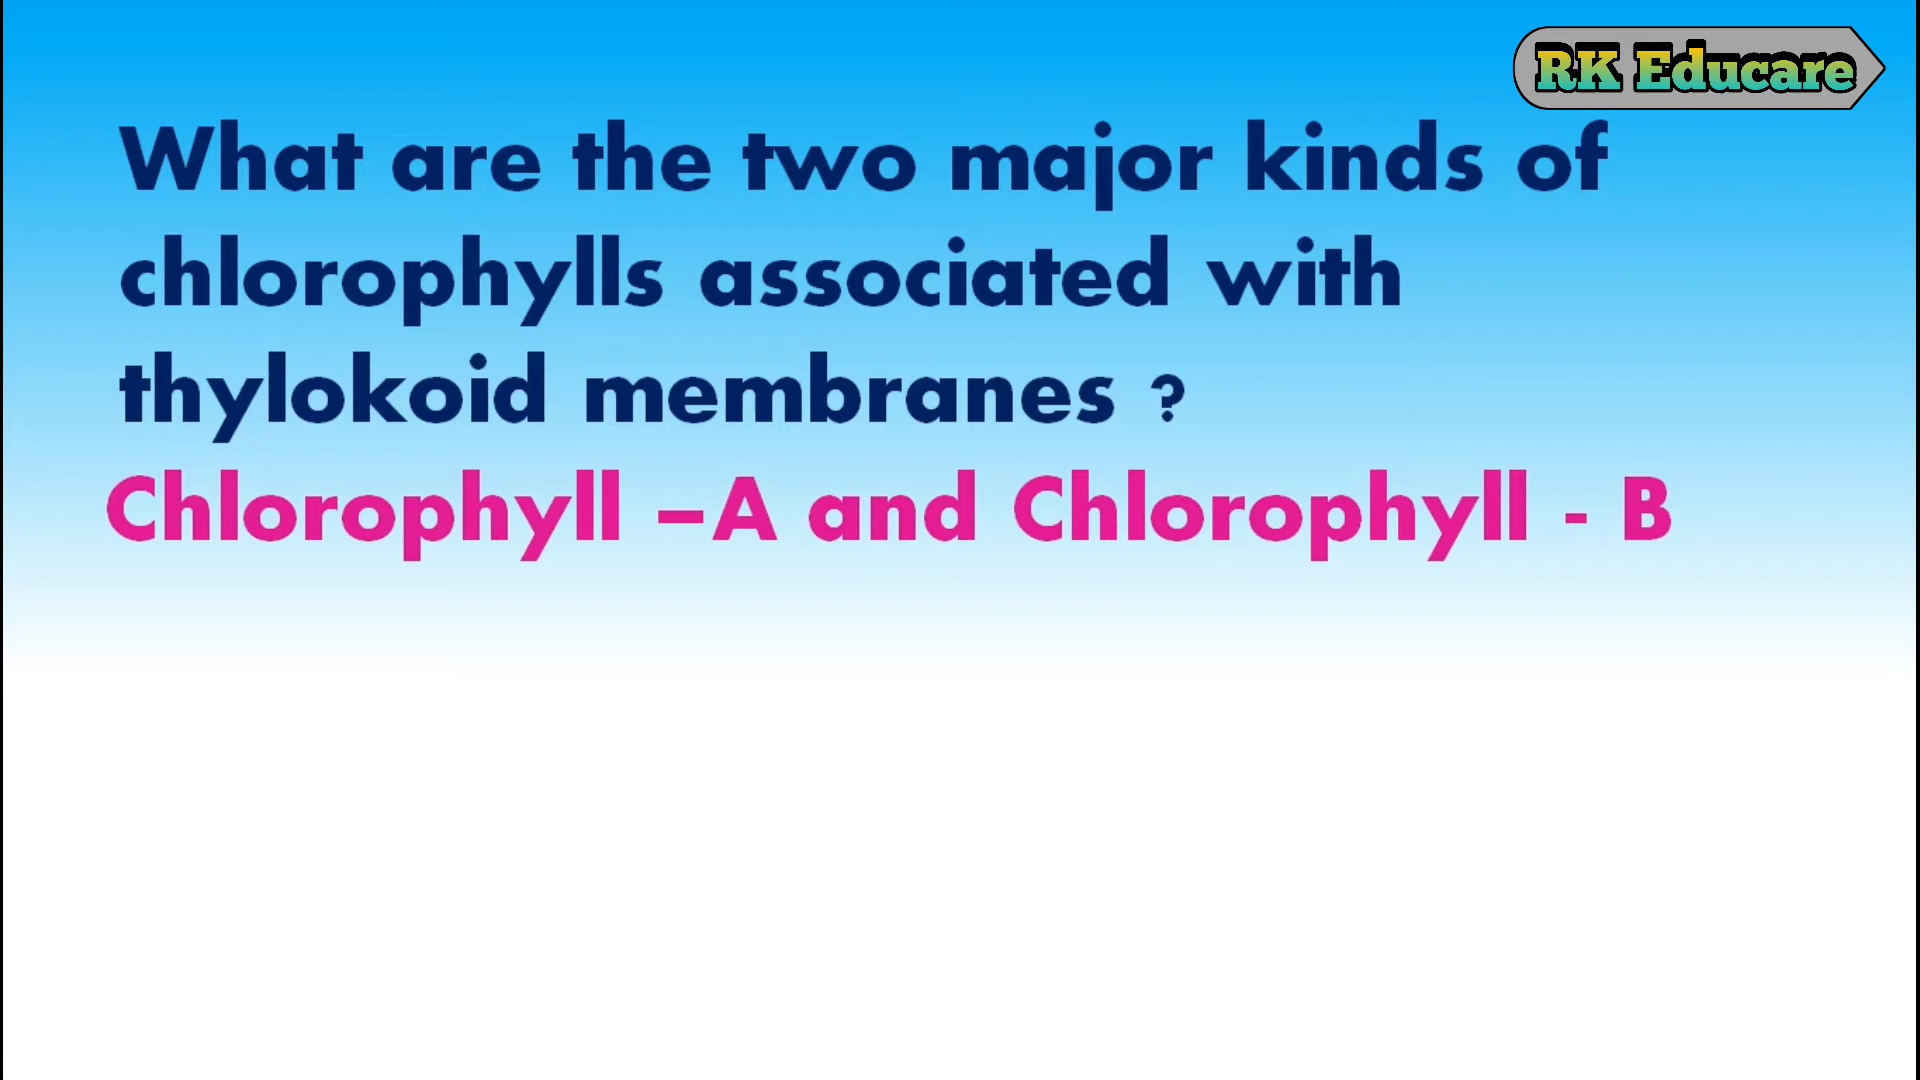 RK Educare
What are the two major kinds of
chlorophylls associated with
thylokoid membranes ?
Chlorophyll –A and Chlorophyll - B